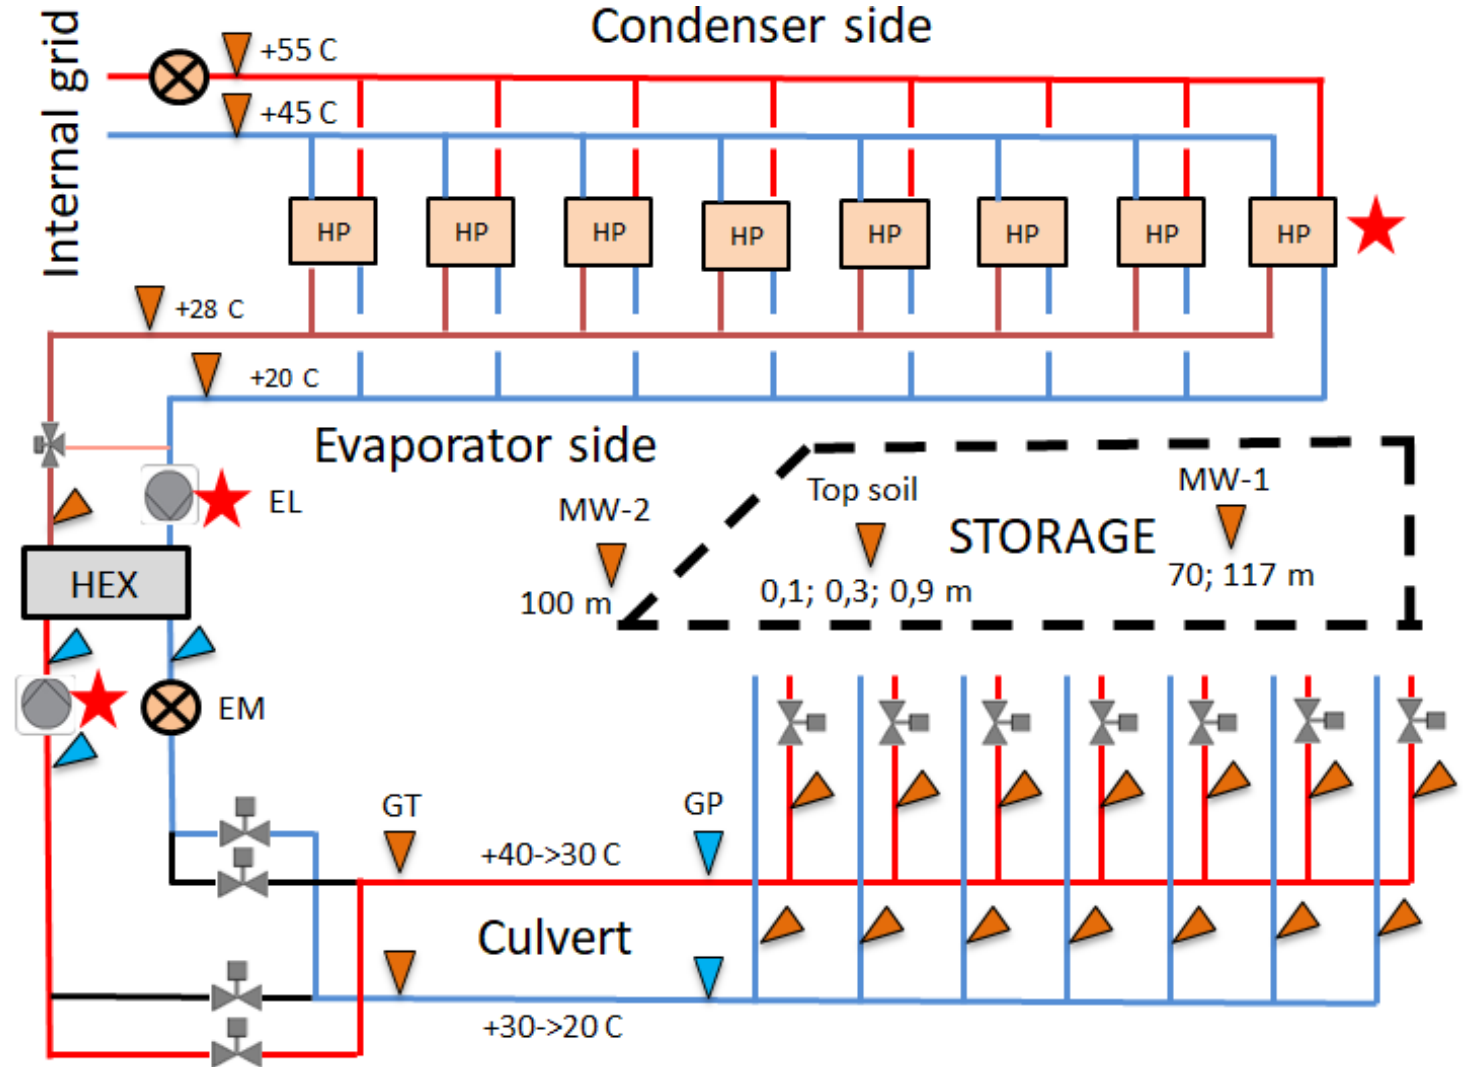 Condenser side
Internal grid
+55 C
+45 C
HP
HP
HP
HP
HP
HP
HP
HP
+28 C
+20 C
Evaporator side
EL
MW-2
100 m
Top soil
0,1; 0,3; 0,9 m
STORAGE
MW-1
70; 117 m
HEX
EM
GT
GP
+40->30 C
Culvert
+30->20 C